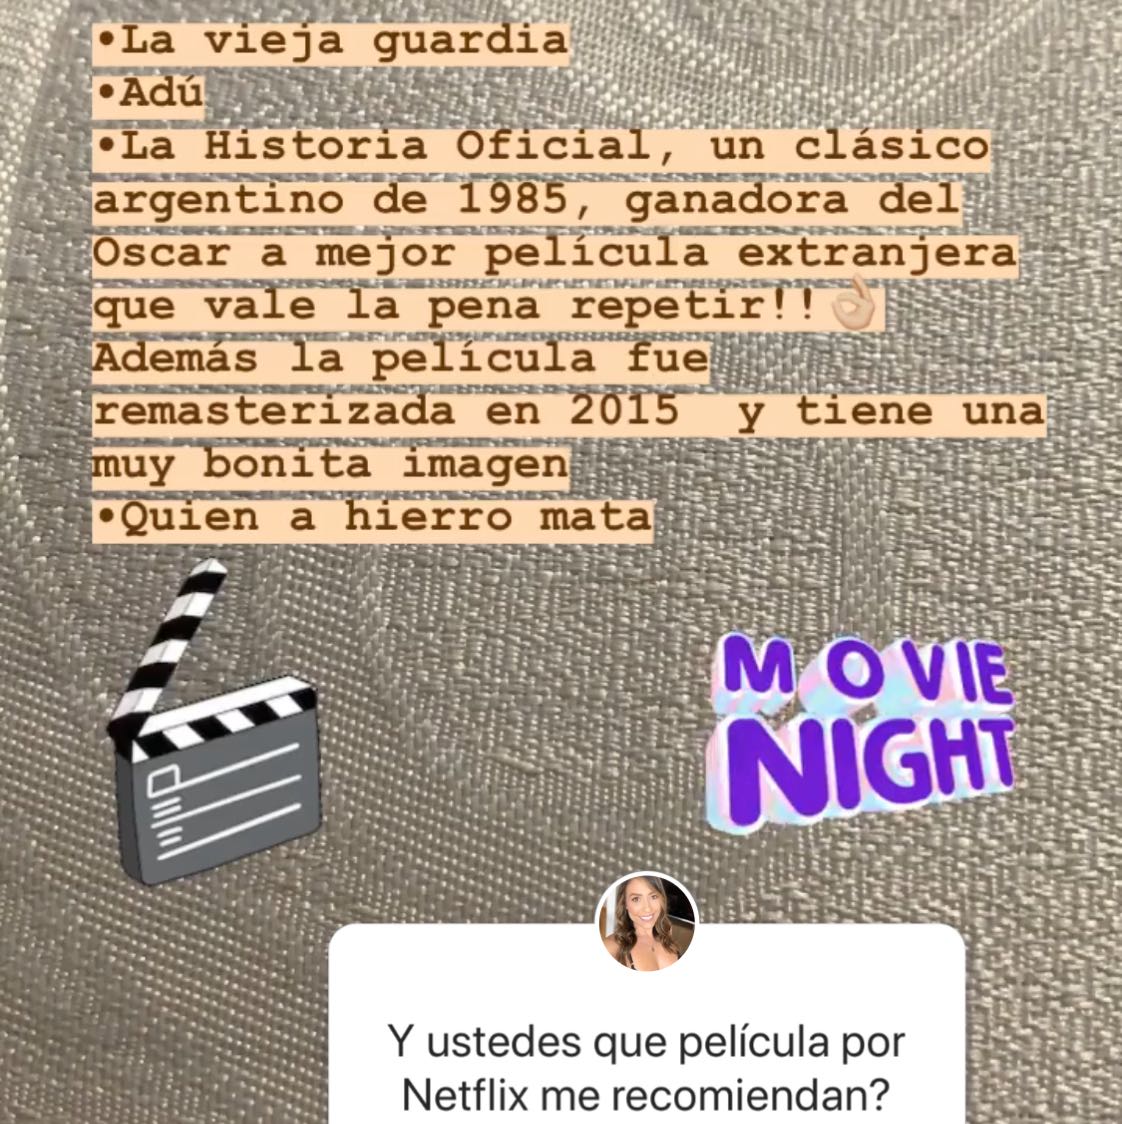 •La vieja guardia
•Adú
•La Historia Oficial, un clásico
argentino de 1985, ganadora del
Oscar a mejor película extranjera
que vale la pena repetir!!👌🏼
Además la película fue
remasterizada en 2015  y tiene una
muy bonita imagen
•Quien a hierro mata
MOVIE
NIGHT
Y ustedes que película por
Netflix me recomiendan?